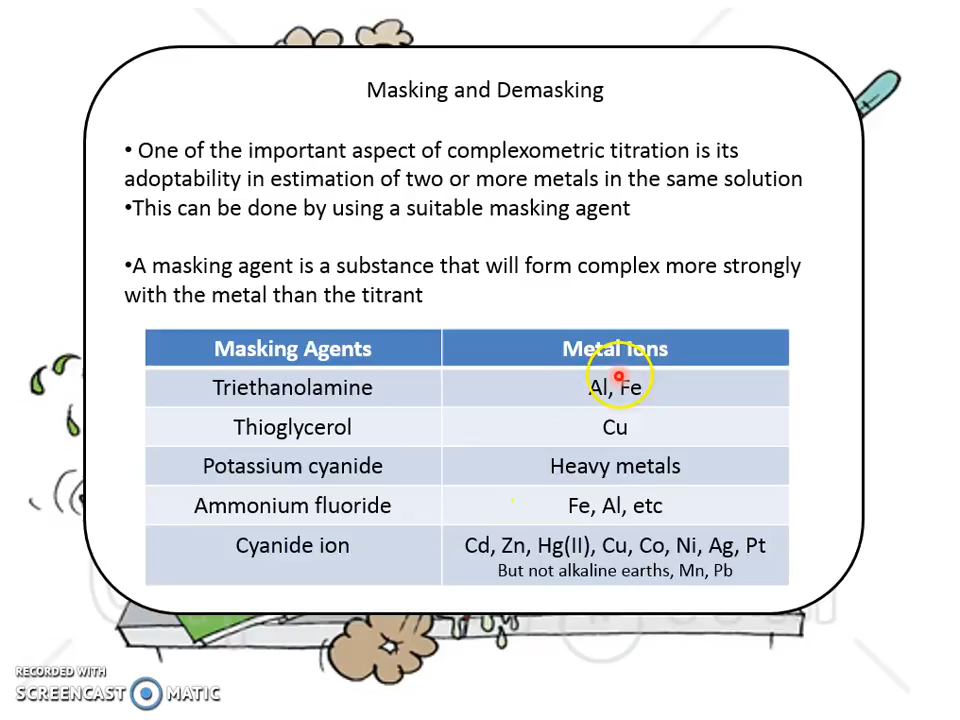 Masking and Demasking
• One of the important aspect of complexometric titration is its
adoptability in estimation of two or more metals in the same solution
•This can be done by using a suitable masking agent
•A masking agent is a substance that will form complex more strongly
with the metal than the titrant
Masking Agents Metal ions
Triethanolamine Al, Fe
Thioglycerol Cu
Potassium cyanide Heavy metals
Ammonium fluoride Fe, Al, etc
Cyanide ion Cd, Zn, Hg(II), Cu, Co, Ni, Ag, Pt
But not alkaline earths, Mn, Pb
RECORDED WITH
SCREENCAST MATIC